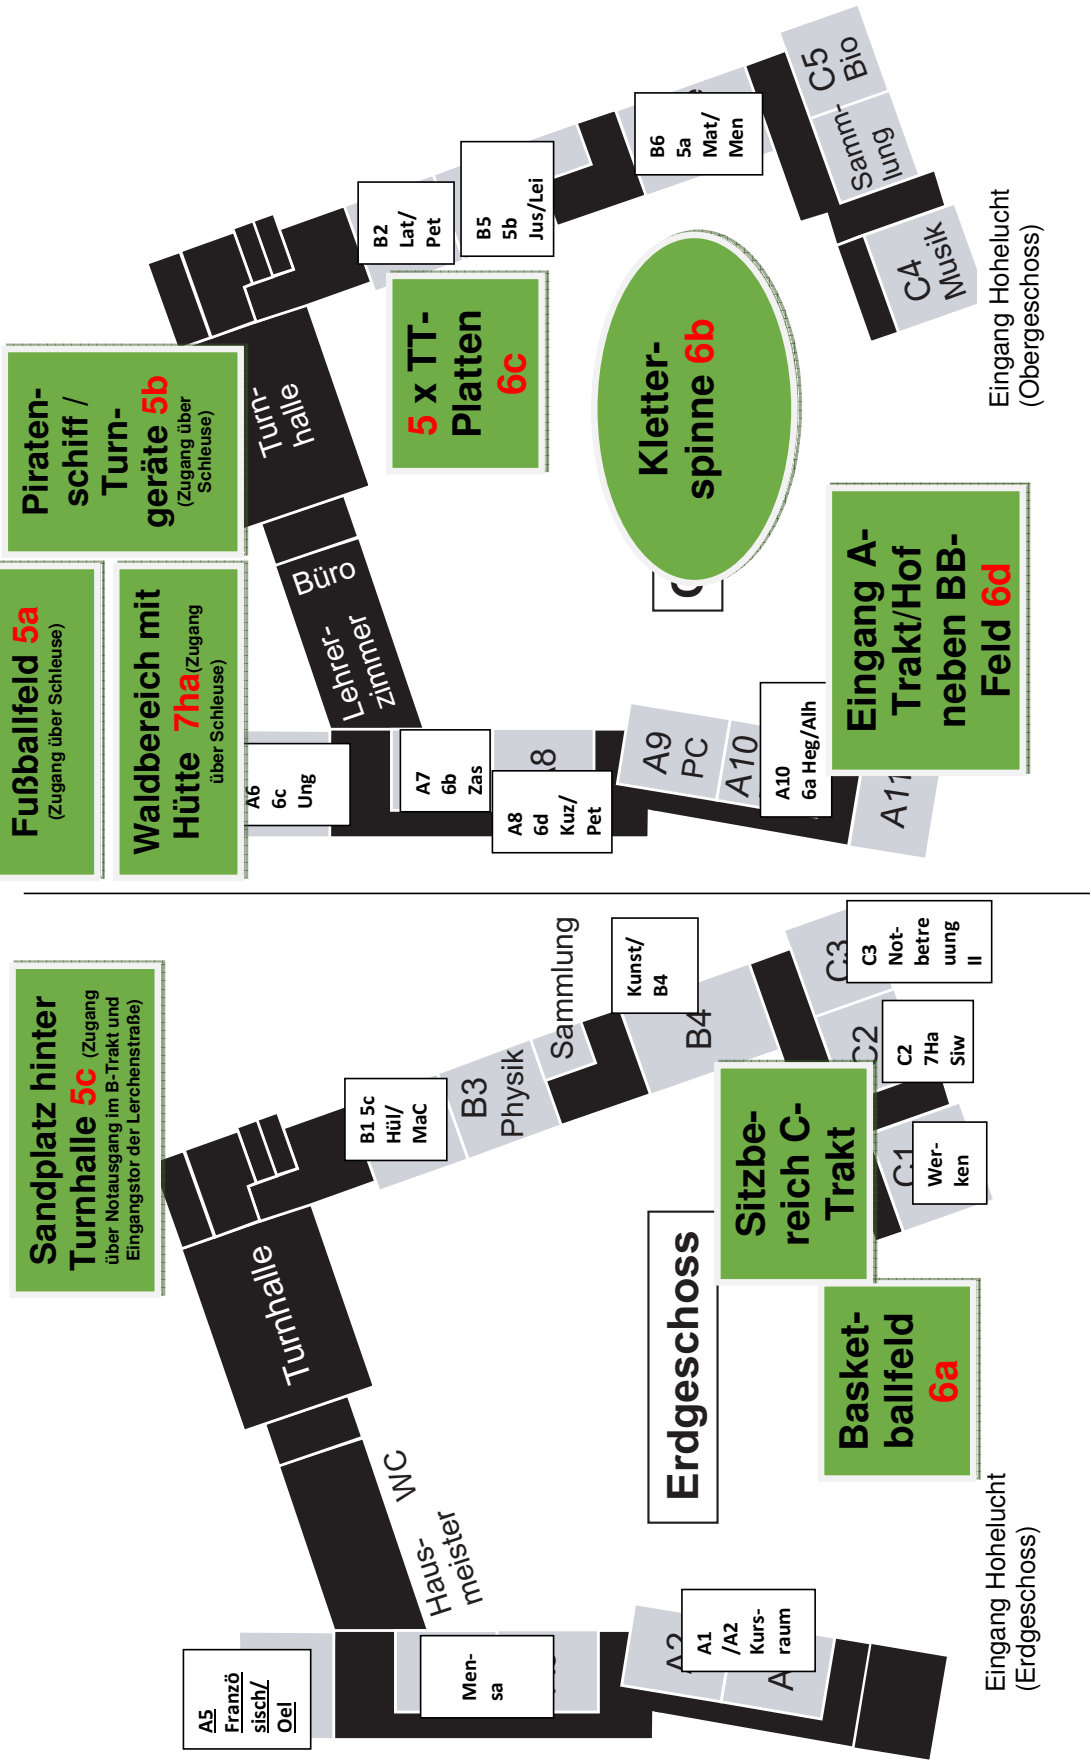 Sandplatz hinter
Turnhalle 5c (Zugang
über Notausgang im B-Trakt und
Eingangstor der Lerchenstraße)
A5
Franzö
sisch/
Oel
Turnhalle
WC
Haus-
meister
Men-
sa
B1 5c
Hül/
MaC
B3
Physik
Sammlung
Kunst/
B4
B4
Erdgeschoss
A2
A1
/A2
Kurs-
raum
A
Sitzbe-
reich C-
Trakt
C3
C3
Not-
betre
uung
II
C2
C2
7Ha
Siw
C1
Wer-
ken
Basket-
ballfeld
6a
Eingang Hohelucht
(Erdgeschoss)
Fußballfeld 5a
(Zugang über Schleuse)
Waldbereich mit
Hütte 7ha(Zugang
über Schleuse)
Piraten-
schiff /
Turn-
geräte 5b
(Zugang über
Schleuse)
A6
6c
Ung
Turn-
halle
Büro
Lehrer-
zimmer
A7
6b
Zas
A8
6d
Kuz/
Pet
8
5 x TT-
Platten
6c
B2
Lat/
Pet
B5
5b
Jus/Lei
B6
5a
Mat/
Men
Kletter-
spinne 6b
A9
PC
A10
A10
6a Heg/Alh
A11
Eingang A-
Trakt/Hof
neben BB-
Feld 6d
C5
Bio
Samm-
lung
C4
Musik
Eingang Hohelucht
(Obergeschoss)